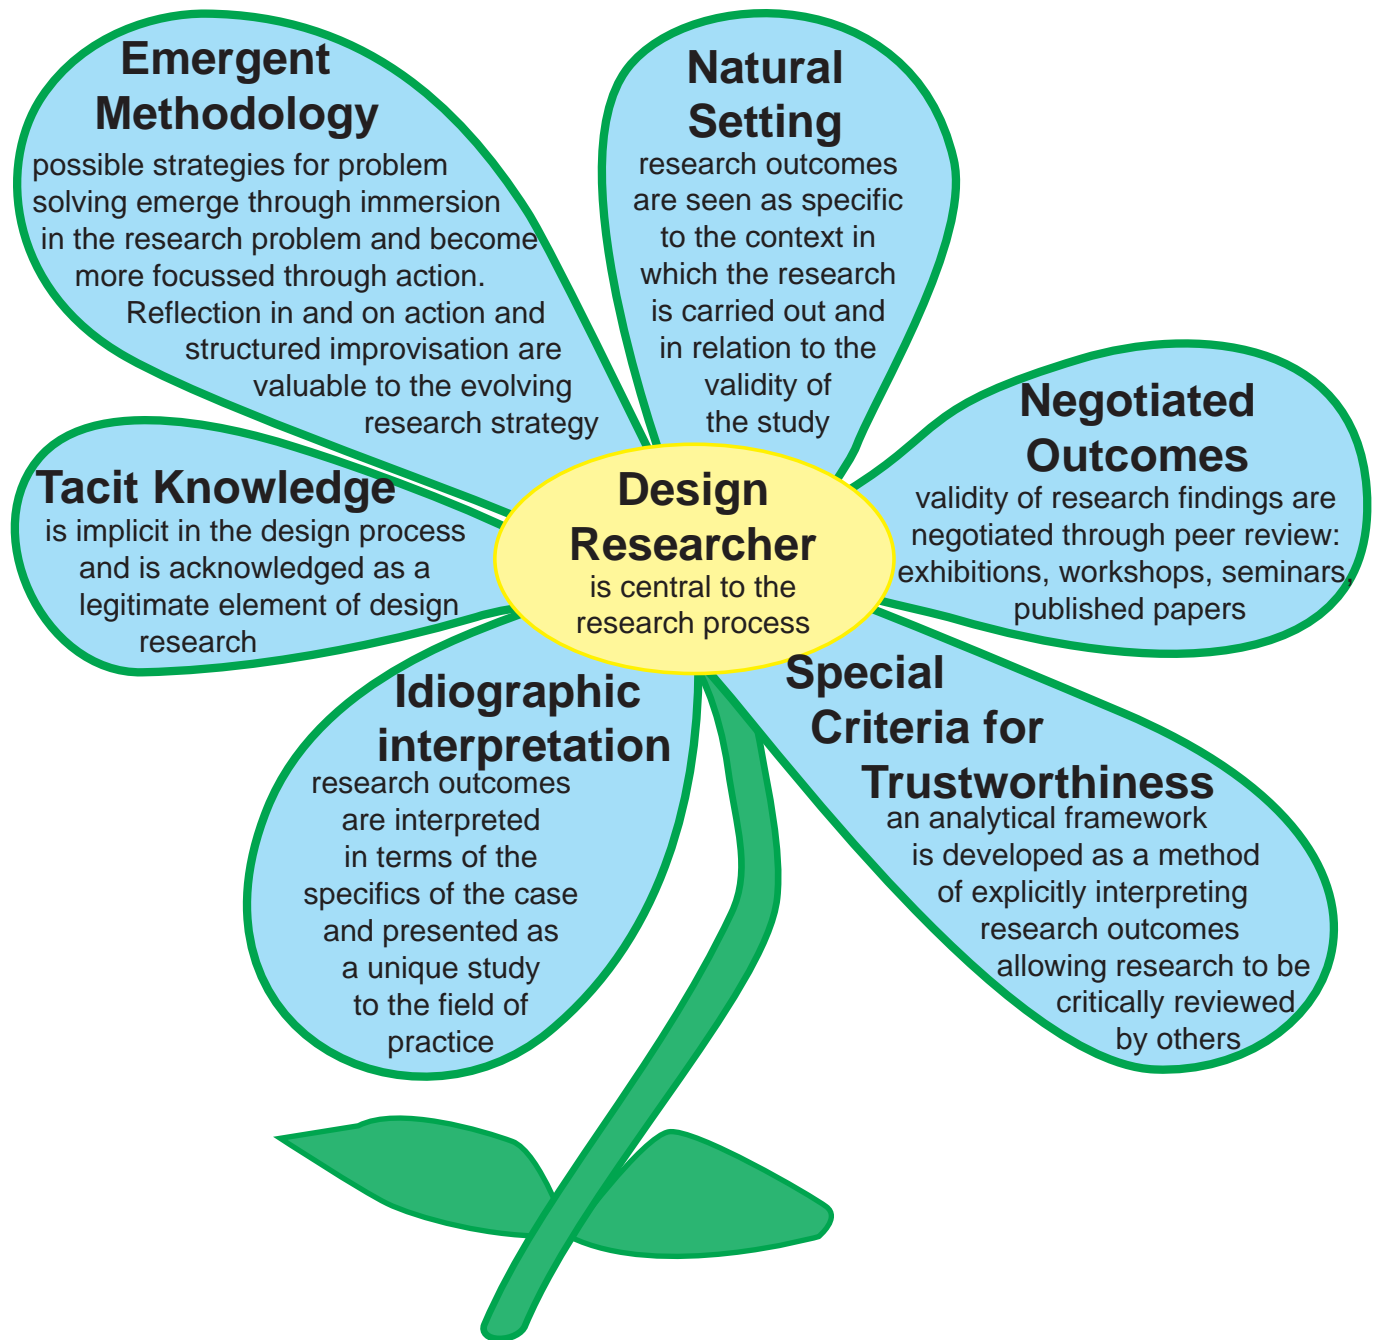 Emergent
Methodology
possible strategies for problem
solving emerge through immersion
in the research problem and become
more focussed through action.
Reflection in and on action and
structured improvisation are
valuable to the evolving
research strategy
Natural
Setting
research outcomes
are seen as specific
to the context in
which the research
is carried out and
in relation to the
validity of
the study
Negotiated
Outcomes
validity of research findings are
negotiated through peer review:
exhibitions, workshops, seminars,
published papers
Tacit Knowledge
is implicit in the design process
and is acknowledged as a
legitimate element of design
research
Design
Researcher
is central to the
research process
Idiographic
interpretation
research outcomes
are interpreted
in terms of the
specifics of the case
and presented as
a unique study
to the field of
practice
Special
Criteria for
Trustworthiness
an analytical framework
is developed as a method
of explicitly interpreting
research outcomes
allowing research to be
critically reviewed
by others